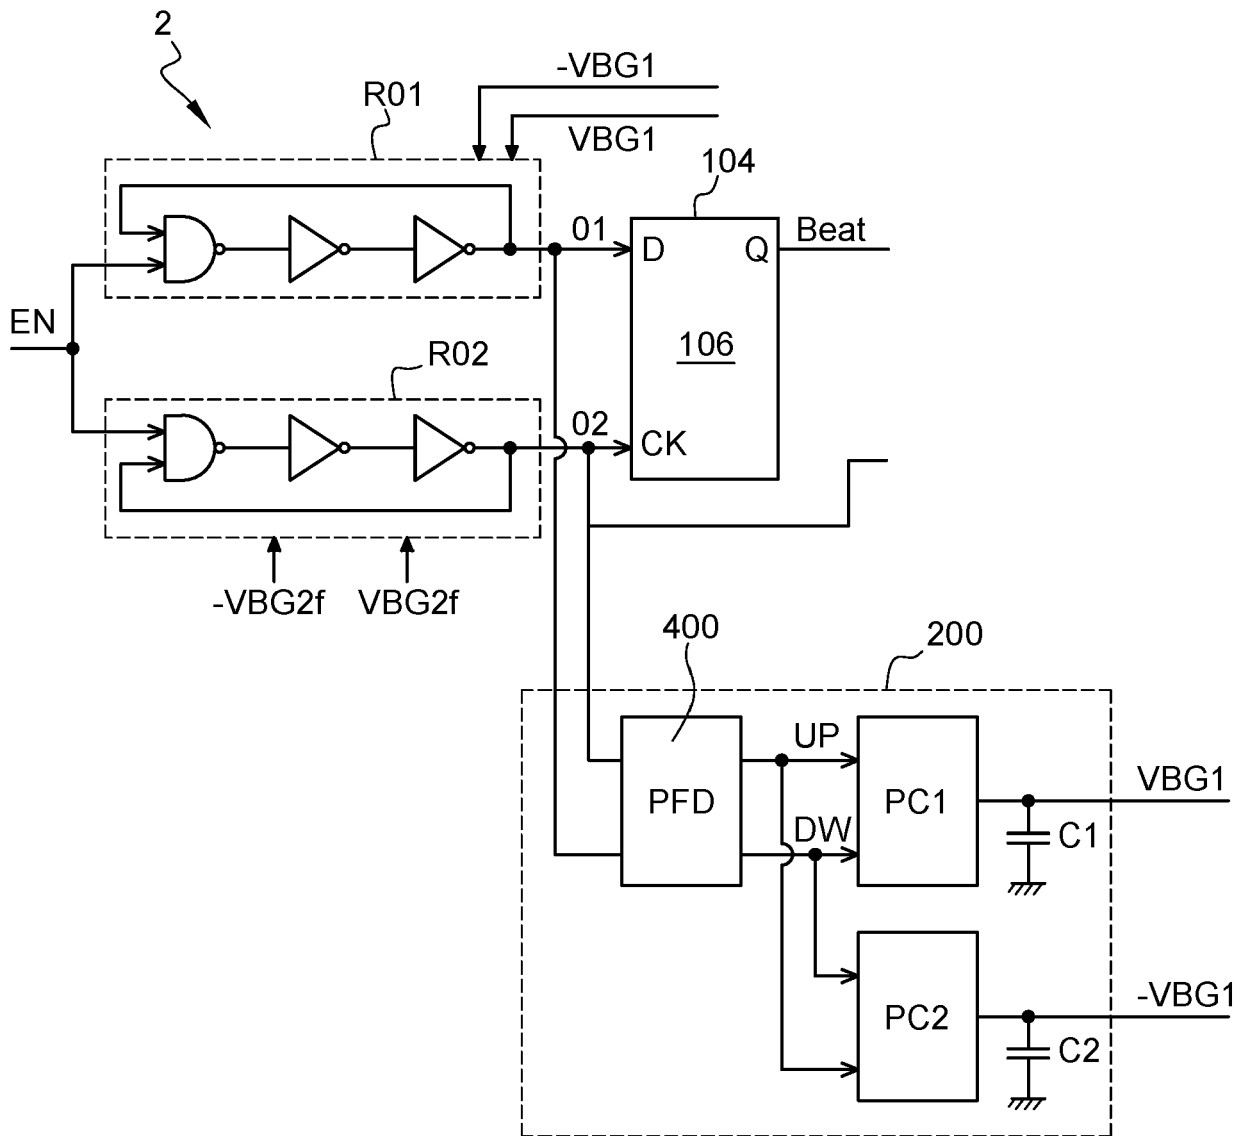 2
-VBG1
R01
VBG1
104
01
D
Q
Beat
EN
106
R02
02
CK
-VBG2f
VBG2f
400
200
UP
PFD
PC1
VBG1
DW
C1
PC2
-VBG1
C2